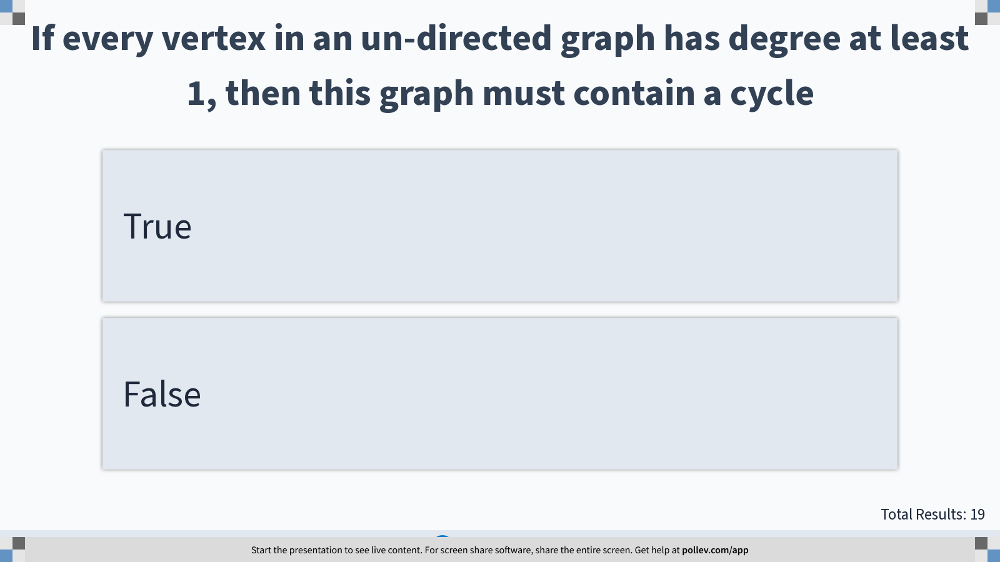 If every vertex in an un-directed graph has degree at least
1, then this graph must contain a cycle
True
False
Total Results: 19
Start the presentation to see live content. For screen share software, share the entire screen. Get help at pollev.com/app